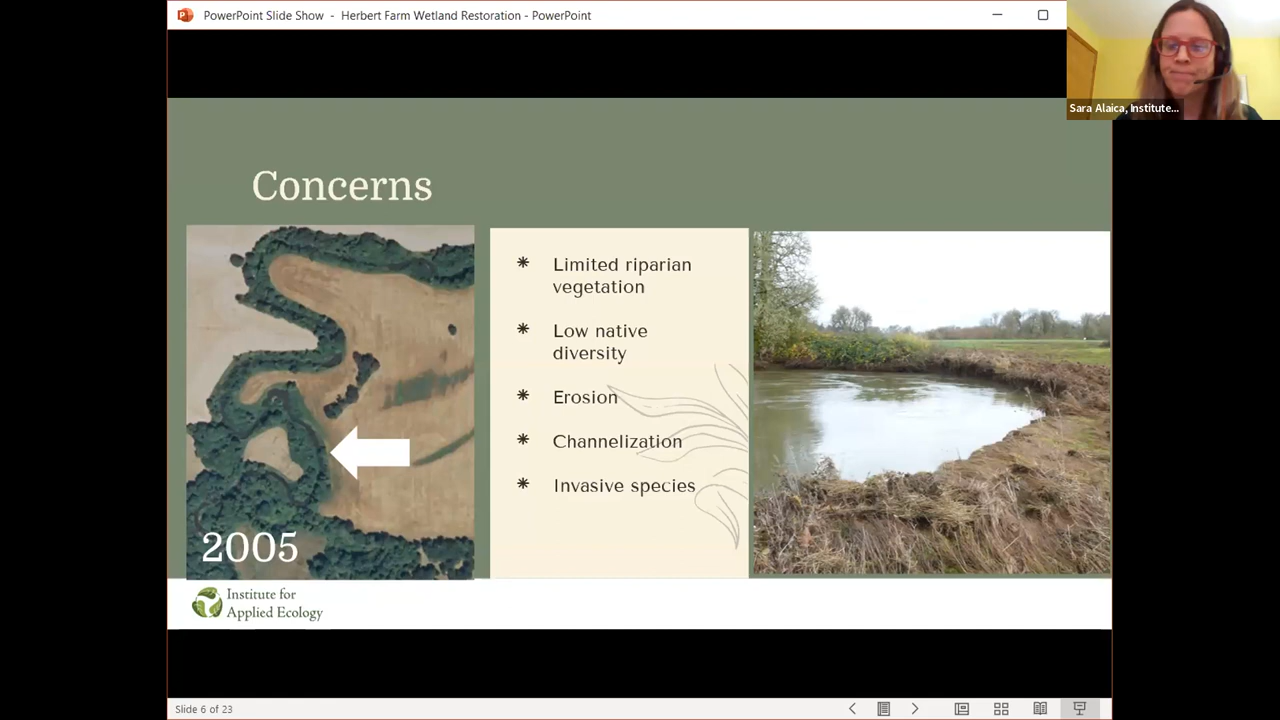 PowerPoint Slide Show - Herbert Farm Wetland Restoration - PowerPoint
Sara Alaica, Institute...
Concerns
* Limited riparian
vegetation
* Low native
diversity
* Erosion
* Channelization
* Invasive species
2005
Institute for
Applied Ecology
Slide 6 of 23